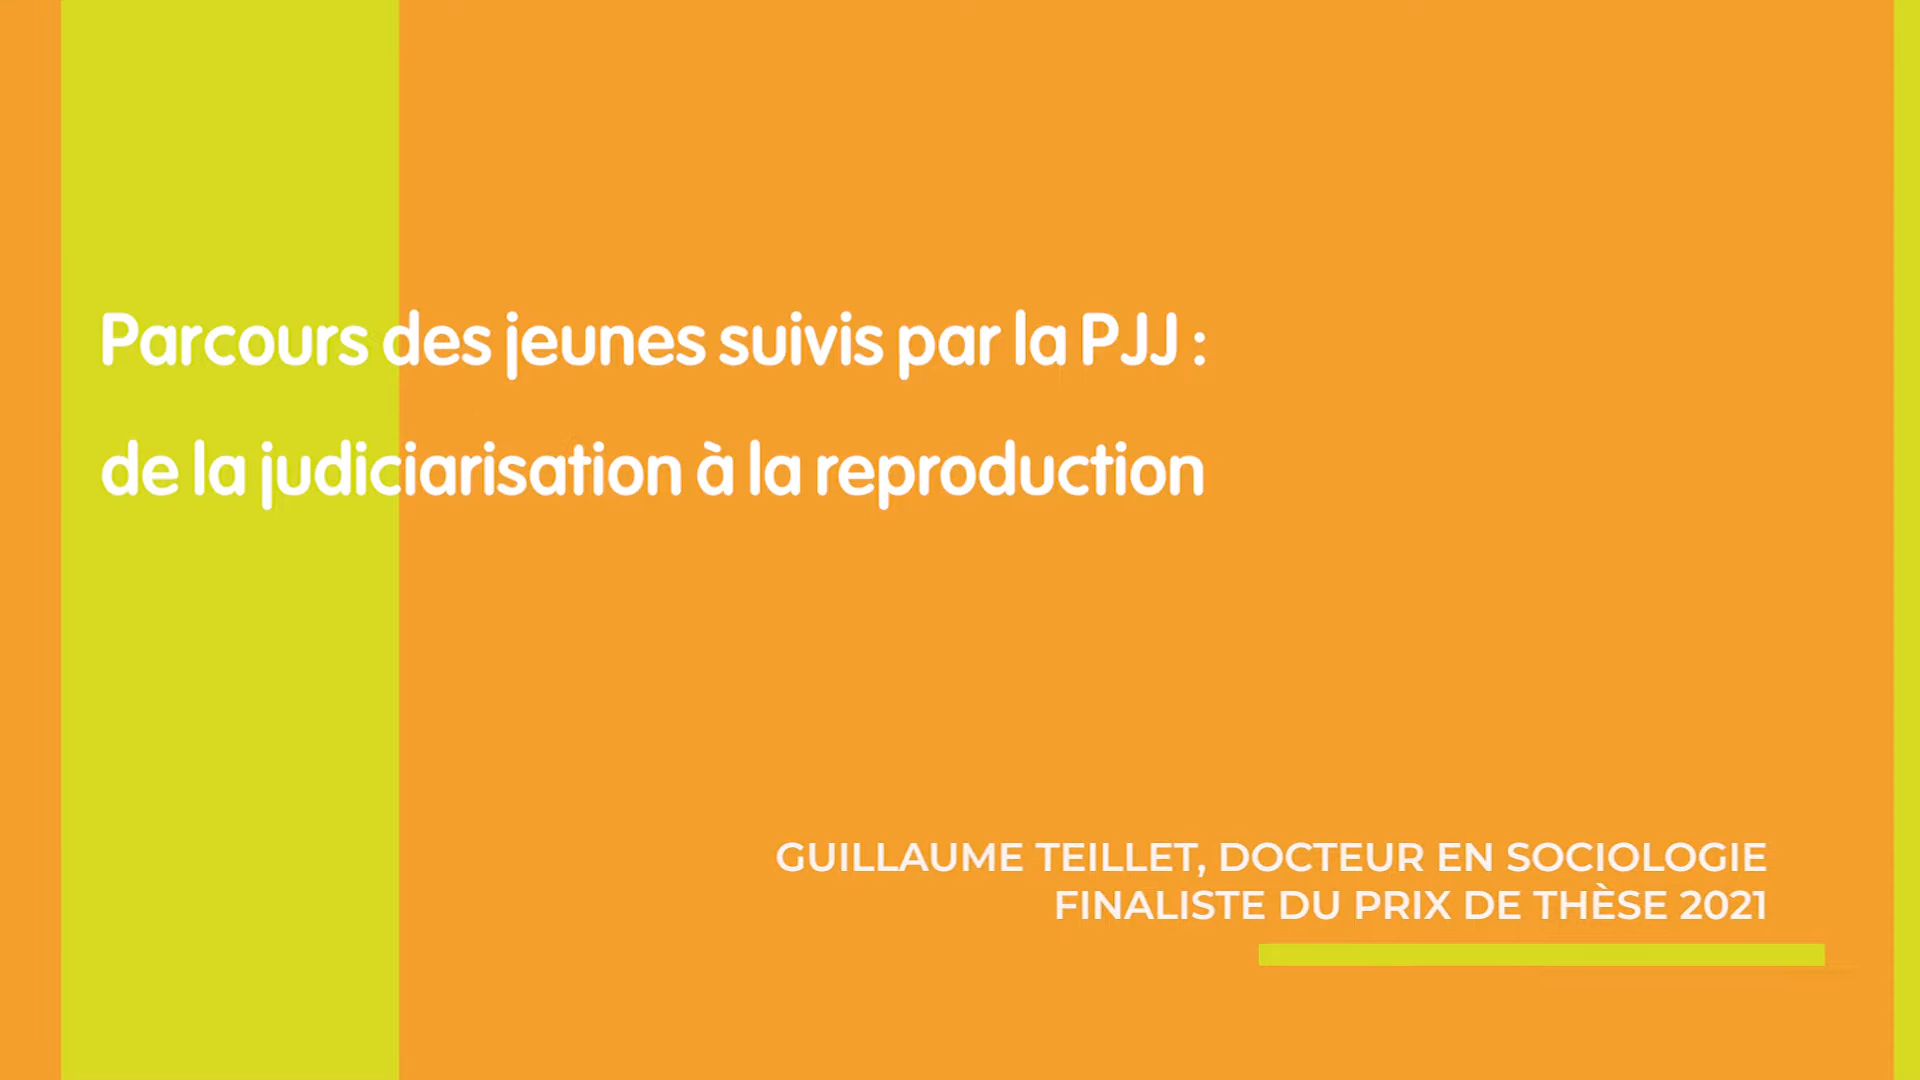 Parcours des jeunes suivis par la PJJ :
de la judiciarisation à la reproduction
GUILLAUME TEILLET, DOCTEUR EN SOCIOLOGIE
FINALISTE DU PRIX DE THÈSE 2021